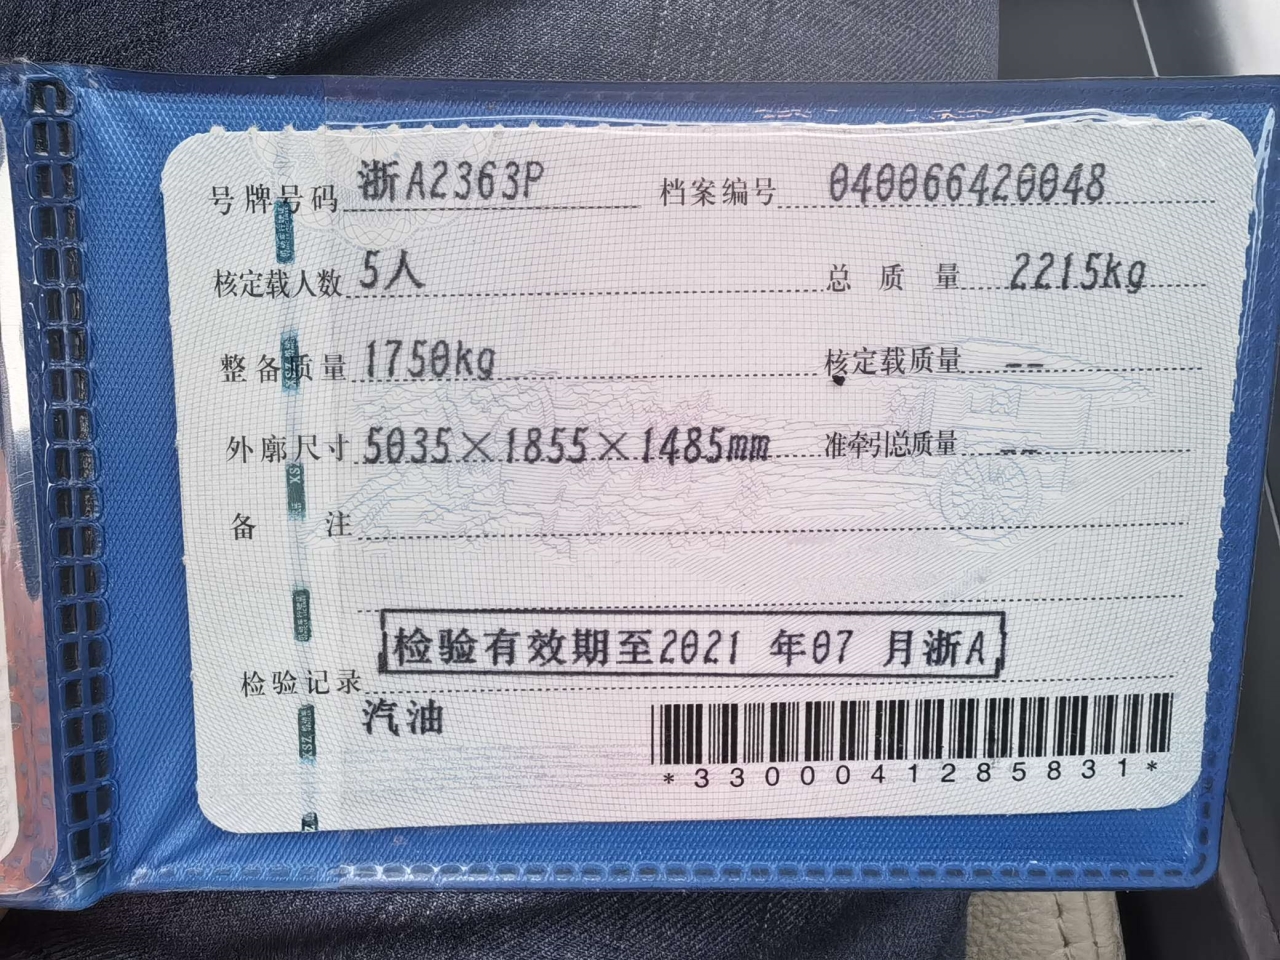 号牌号码 浙A2363P 档案编号 040066420048
核定载人数 5人 总质量 2215kg
整备质量 1750kg 核定载质量 --
外廓尺寸 5035×1855×1485mm 准牵引总质量 --
备注
检验有效期至2021 年07 月浙A
检验记录
汽油
*3300041285831*